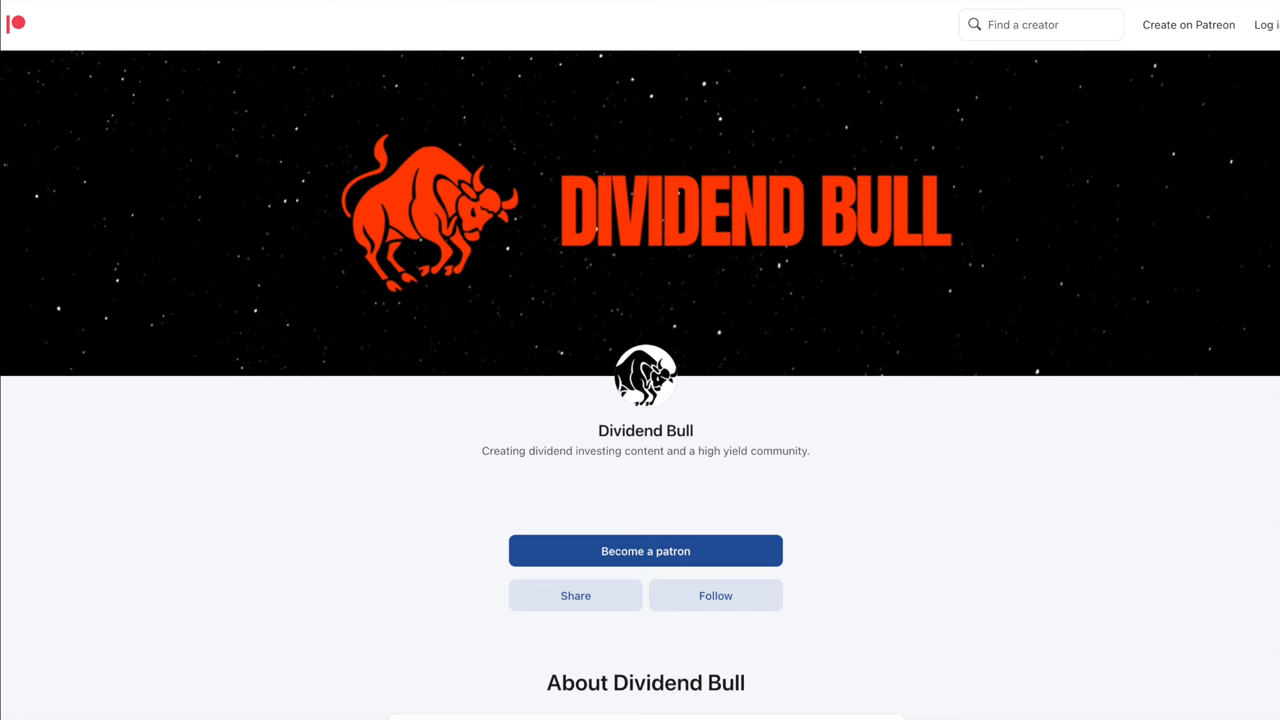 Find a creator
Create on Patreon
Log i
DIVIDEND BULL
Dividend Bull
Creating dividend investing content and a high yield community.
Become a patron
Share
Follow
About Dividend Bull